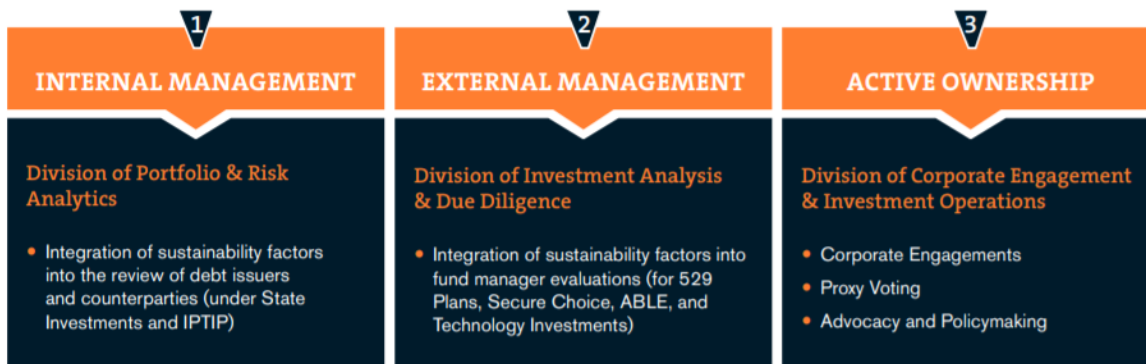 1
INTERNAL MANAGEMENT
Division of Portfolio & Risk
Analytics
• Integration of sustainability factors
into the review of debt issuers
and counterparties (under State
Investments and IPTIP)
2
EXTERNAL MANAGEMENT
Division of Investment Analysis
& Due Diligence
• Integration of sustainability factors into
fund manager evaluations (for 529
Plans, Secure Choice, ABLE, and
Technology Investments)
3
ACTIVE OWNERSHIP
Division of Corporate Engagement
& Investment Operations
• Corporate Engagements
• Proxy Voting
• Advocacy and Policymaking